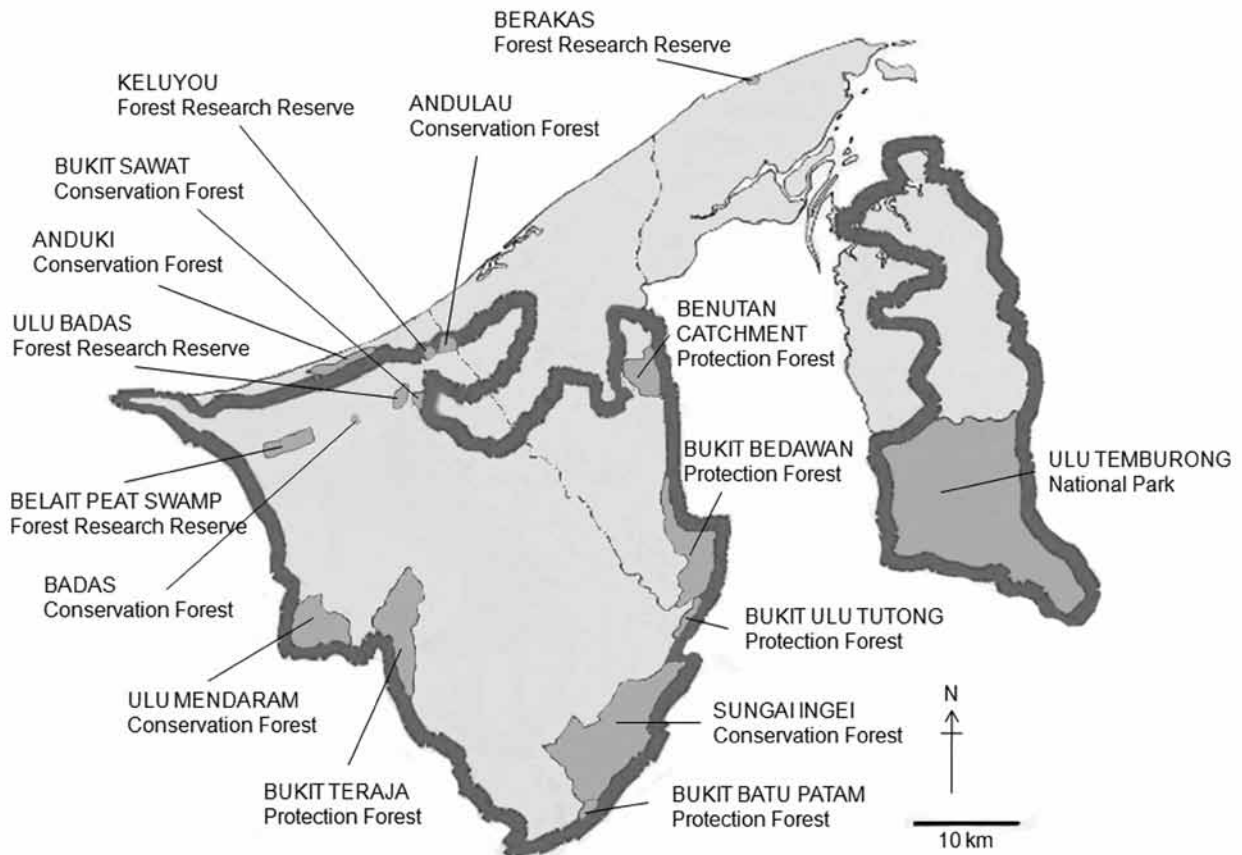 BERAKAS
Forest Research Reserve
KELUYOU
Forest Research Reserve
ANDULAU
Conservation Forest
BUKIT SAWAT
Conservation Forest
ANDUKI
Conservation Forest
ULU BADAS
Forest Research Reserve
BENUTAN
CATCHMENT
Protection Forest
BUKIT BEDAWAN
Protection Forest
ULU TEMBURONG
National Park
BELAIT PEAT SWAMP
Forest Research Reserve
BADAS
Conservation Forest
BUKIT ULU TUTONG
Protection Forest
ULU MENDARAM
Conservation Forest
SUNGAI INGEI
Conservation Forest
N
BUKIT TERAJA
Protection Forest
BUKIT BATU PATAM
Protection Forest
10 km